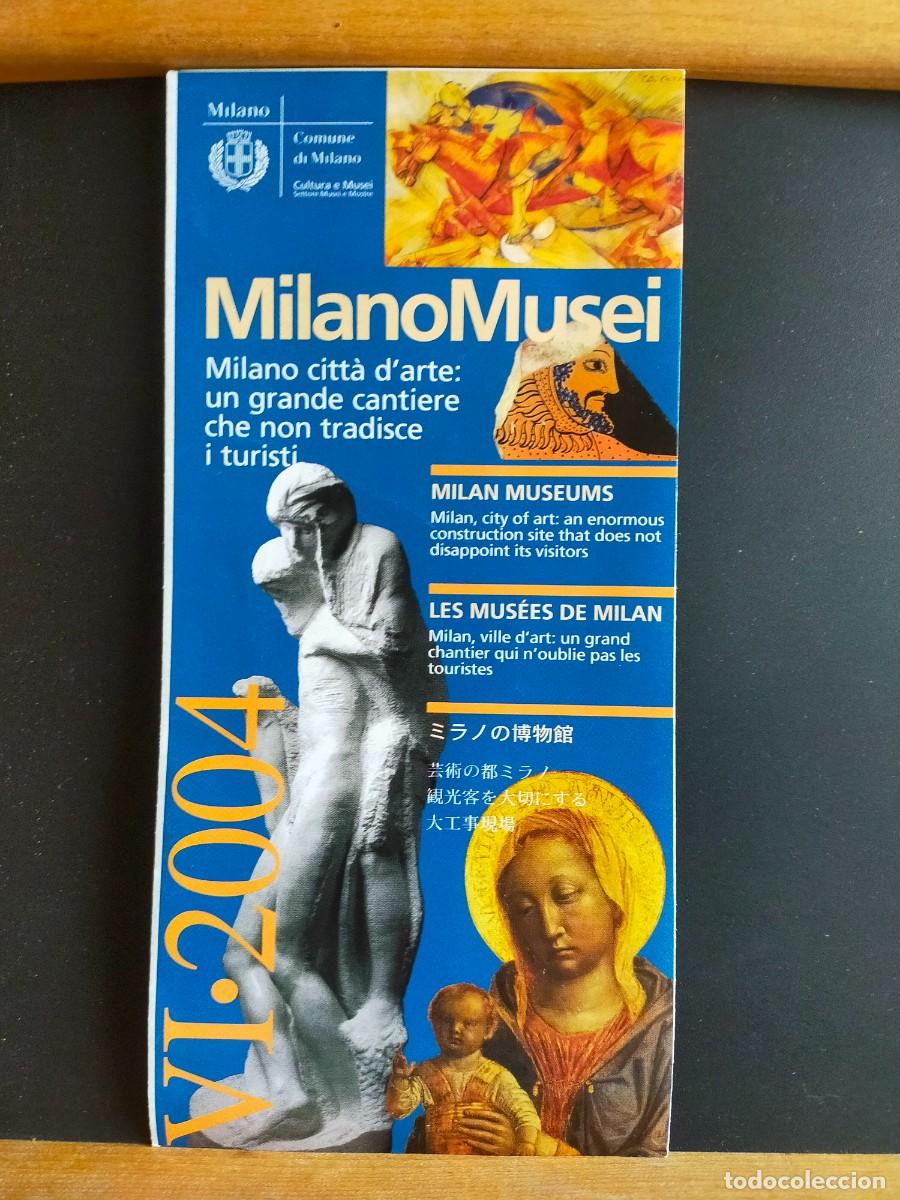 Milano
Comune
di Milano
Cultura e Musei
Settore Musei e Mostre
MilanoMusei
Milano città d'arte:
un grande cantiere
che non tradisce
i turisti
MILAN MUSEUMS
Milan, city of art: an enormous
construction site that does not
disappoint its visitors
LES MUSÉES DE MILAN
Milan, ville d'art: un grand
chantier qui n'oublie pas les
touristes
ミラノの博物館
芸術の都ミラノ
観光客を大切にする
大工事現場
VI.2004
todocoleccion